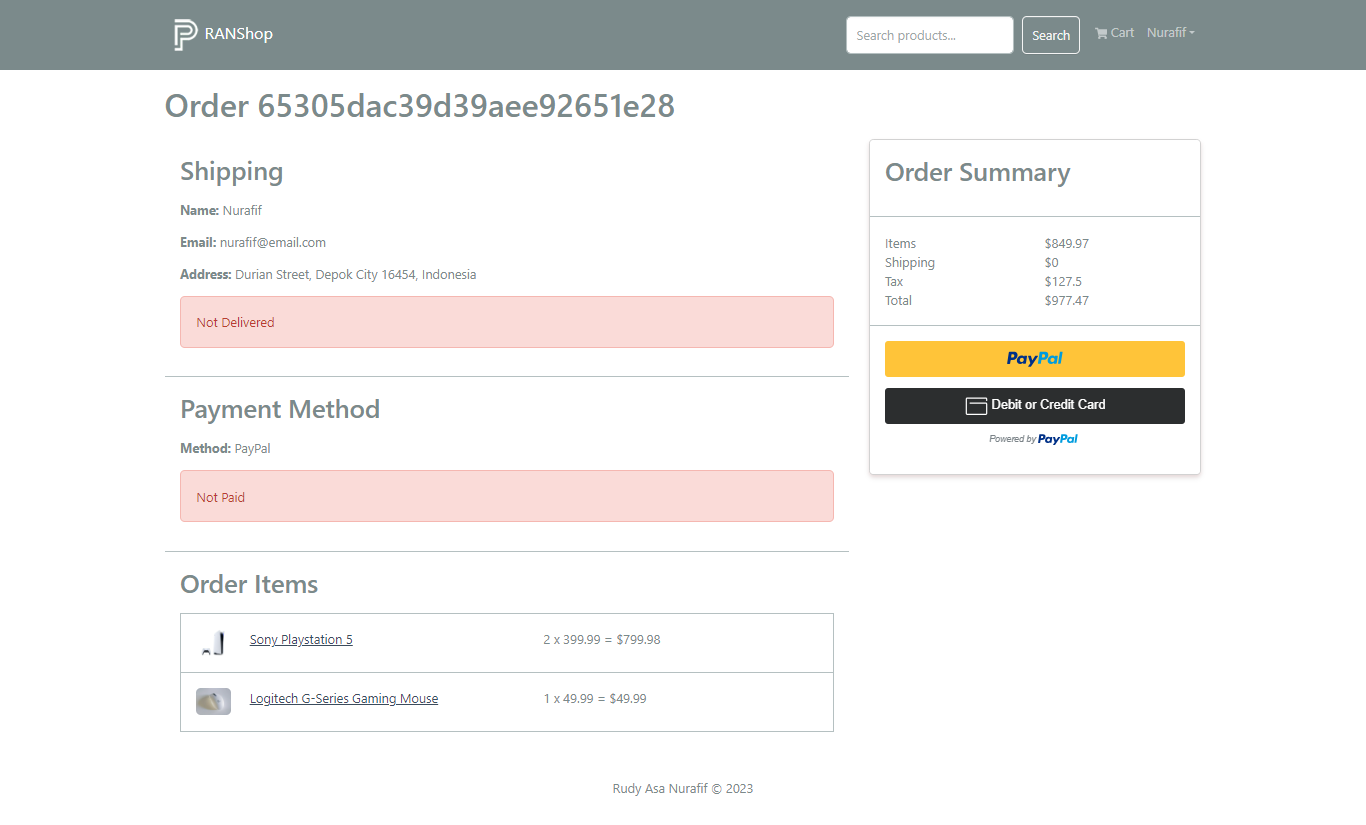 RANShop
Search products...
Search
Cart
Nurafif
Order 65305dac39d39aee92651e28
Shipping
Name: Nurafif
Email: nurafif@email.com
Address: Durian Street, Depok City 16454, Indonesia
Not Delivered
Payment Method
Method: PayPal
Not Paid
Order Items
Sony Playstation 5 2 x 399.99 = $799.98
Logitech G-Series Gaming Mouse 1 x 49.99 = $49.99
Order Summary
Items $849.97
Shipping $0
Tax $127.5
Total $977.47
PayPal
Debit or Credit Card
Powered by PayPal
Rudy Asa Nurafif © 2023